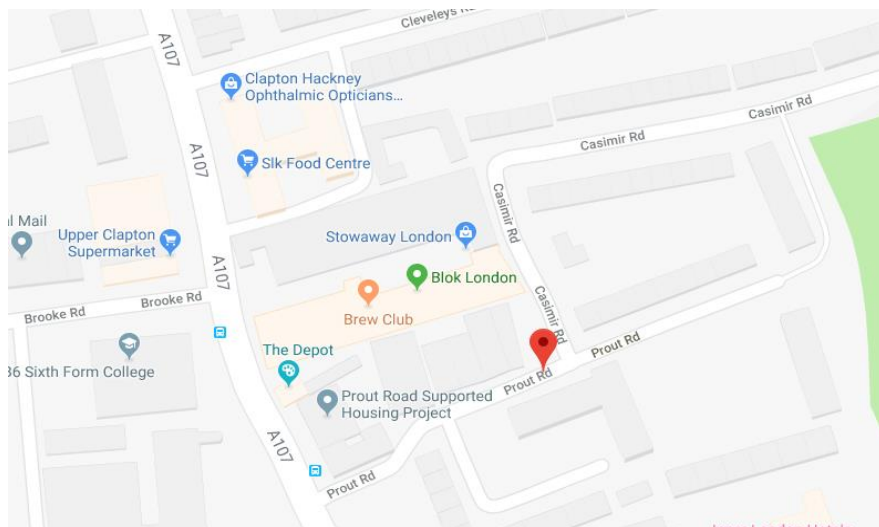 Cleveleys Rd
A107
Clapton Hackney
Ophthalmic Opticians...
Casimir Rd
Casimir Rd
A107
Slk Food Centre
Casimir Rd
al Mail
Upper Clapton
Supermarket
Stowaway London
A107
Blok London
Brooke Rd
Brooke Rd
Brew Club
Casimir Rd
36 Sixth Form College
The Depot
Prout Rd
Prout Rd
Prout Road Supported
Housing Project
A107
Prout Rd